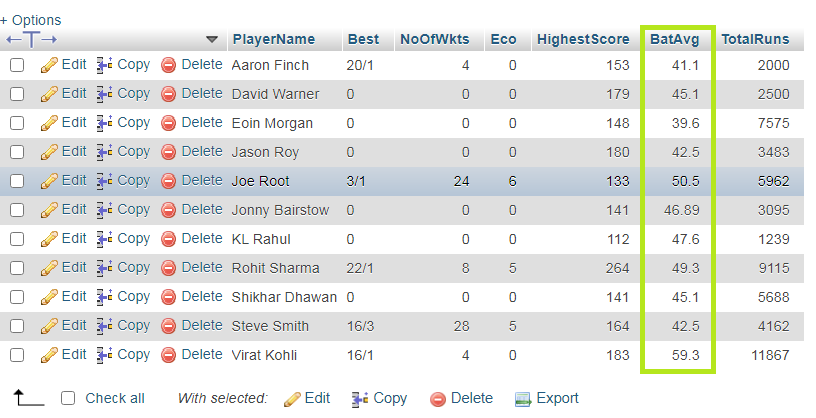 + Options
PlayerName Best NoOfWkts Eco HighestScore BatAvg TotalRuns
Edit Copy Delete Aaron Finch 20/1 4 0 153 41.1 2000
Edit Copy Delete David Warner 0 0 0 179 45.1 2500
Edit Copy Delete Eoin Morgan 0 0 0 148 39.6 7575
Edit Copy Delete Jason Roy 0 0 0 180 42.5 3483
Edit Copy Delete Joe Root 3/1 24 6 133 50.5 5962
Edit Copy Delete Jonny Bairstow 0 0 0 141 46.89 3095
Edit Copy Delete KL Rahul 0 0 0 112 47.6 1239
Edit Copy Delete Rohit Sharma 22/1 8 5 264 49.3 9115
Edit Copy Delete Shikhar Dhawan 0 0 0 141 45.1 5688
Edit Copy Delete Steve Smith 16/3 28 5 164 42.5 4162
Edit Copy Delete Virat Kohli 16/1 4 0 183 59.3 11867
Check all With selected: Edit Copy Delete Export